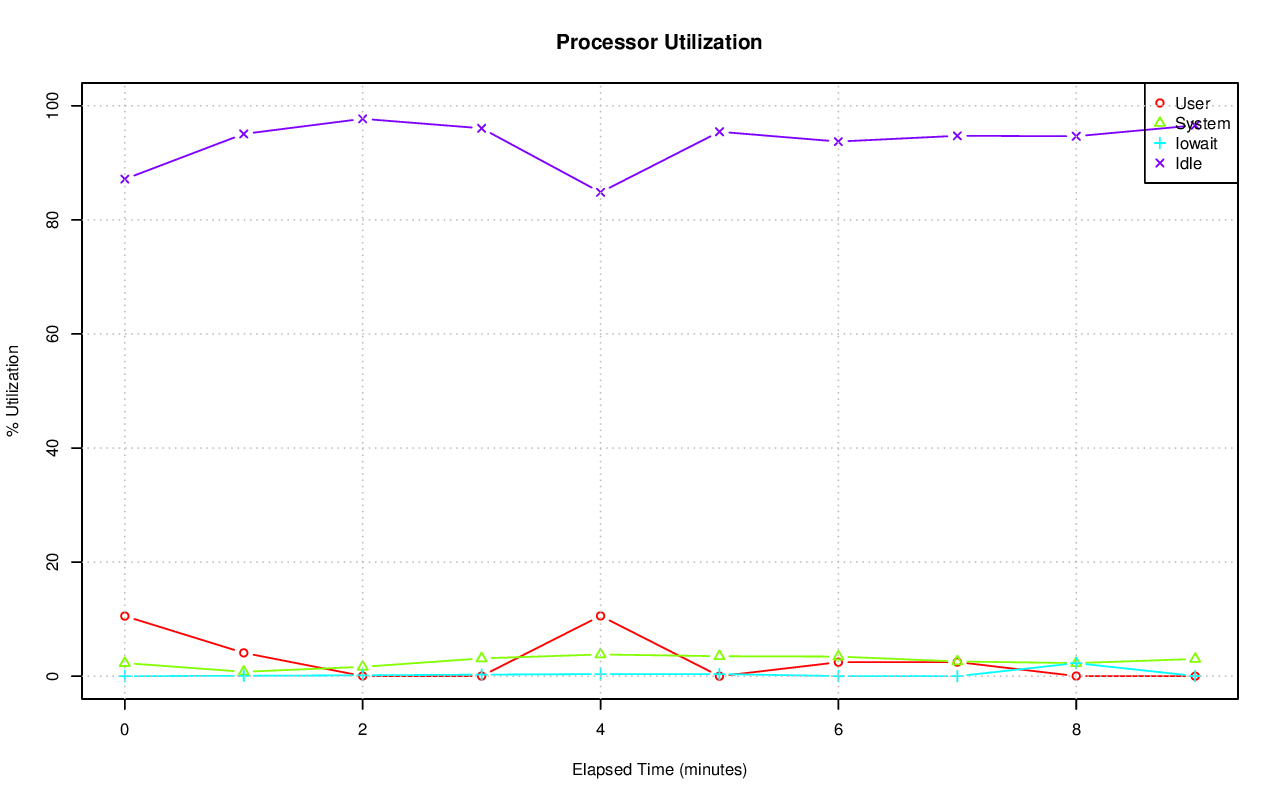 Processor Utilization
% Utilization
100
80
60
40
20
0
User
System
Iowait
Idle
0 2 4 6 8
Elapsed Time (minutes)